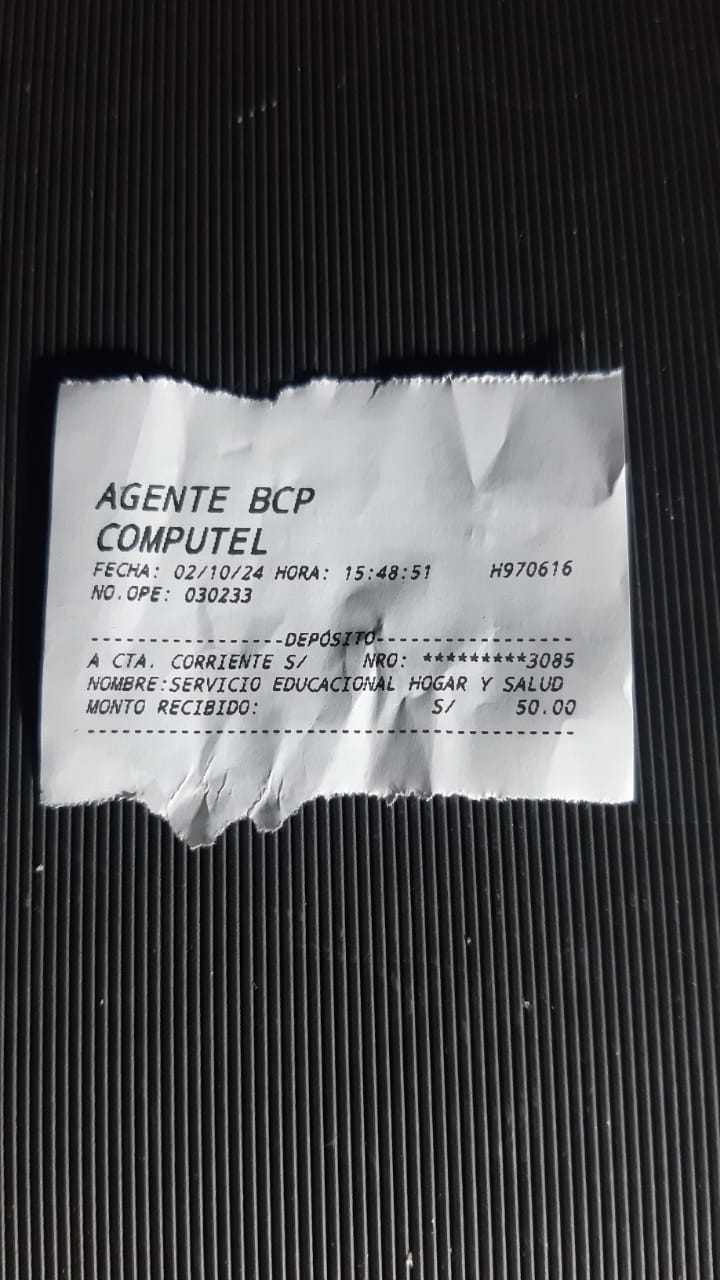 AGENTE BCP
COMPUTEL
FECHA: 02/10/24 HORA: 15:48:51 H970616
NO.OPE: 030233
------------------DEPÓSITO------------------
A CTA. CORRIENTE S/ NRO: *********3085
NOMBRE:SERVICIO EDUCACIONAL HOGAR Y SALUD
MONTO RECIBIDO: S/ 50.00
------------------------------------------